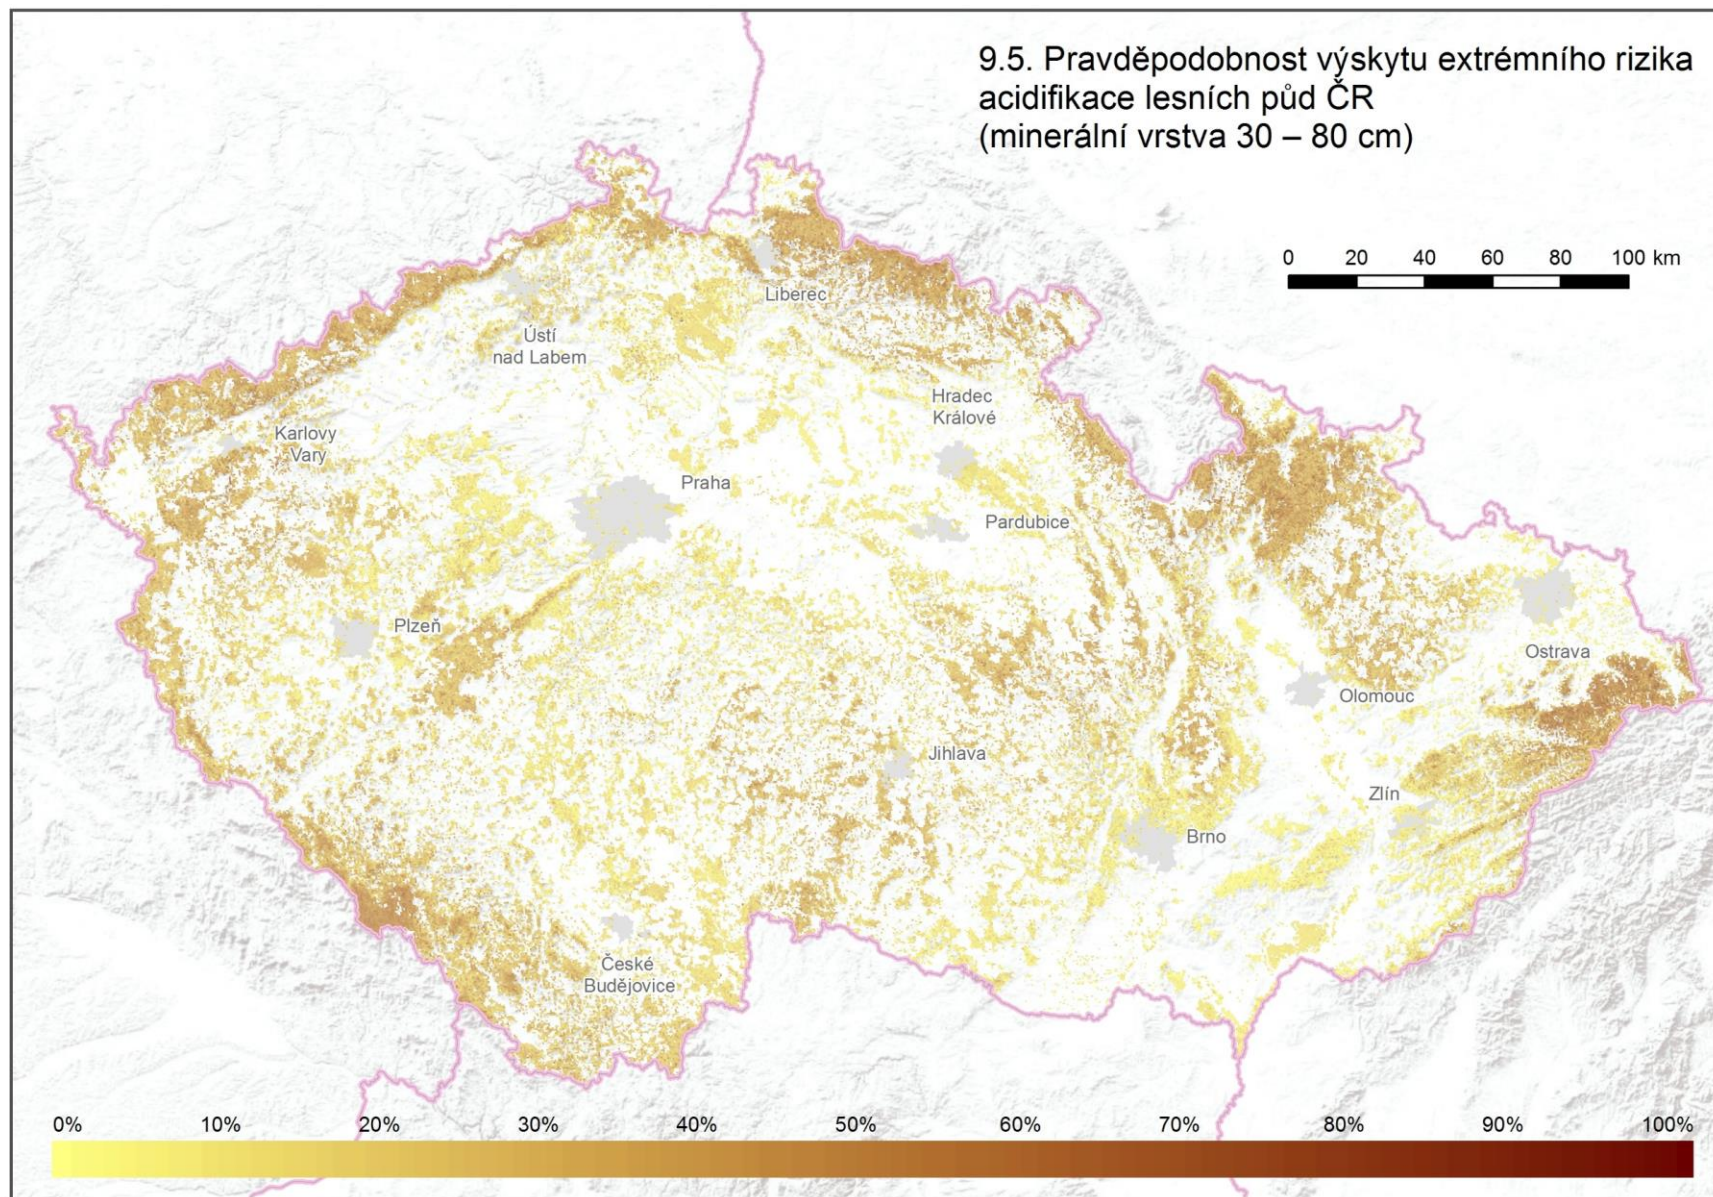 9.5. Pravděpodobnost výskytu extrémního rizika
acidifikace lesních půd ČR
(minerální vrstva 30 – 80 cm)
0 20 40 60 80 100 km
Liberec
Ústí
nad Labem
Hradec
Králové
Karlovy
Vary
Praha
Pardubice
Plzeň
Ostrava
Olomouc
Jihlava
Zlín
Brno
České
Budějovice
0% 10% 20% 30% 40% 50% 60% 70% 80% 90% 100%